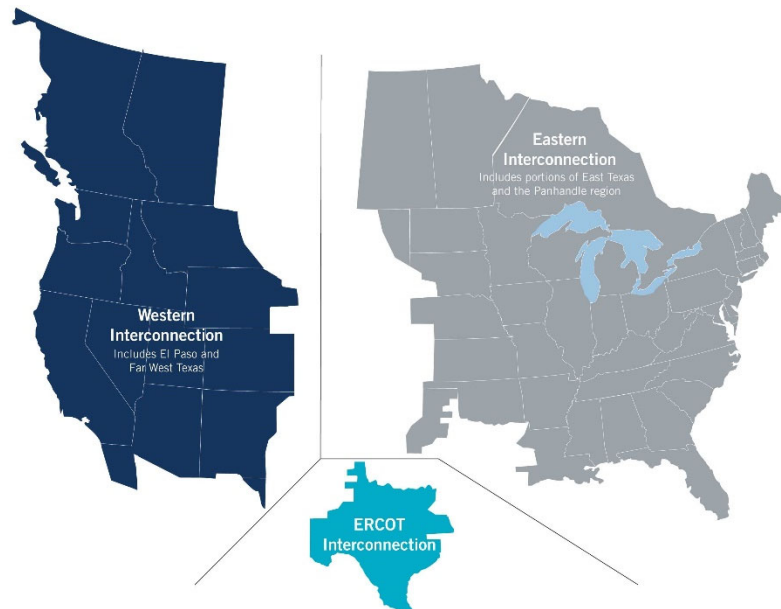 Western
Interconnection
Includes El Paso and
Far West Texas
Eastern
Interconnection
Includes portions of East Texas
and the Panhandle region
ERCOT
Interconnection